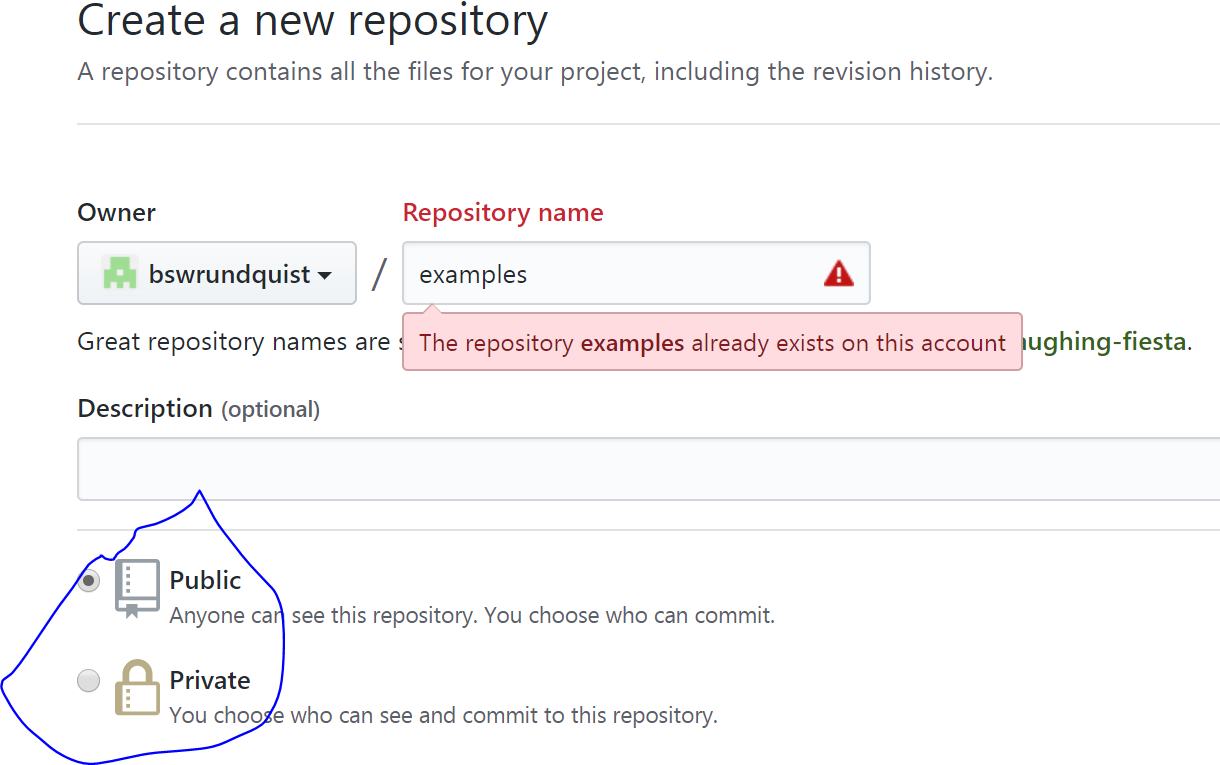 Create a new repository
A repository contains all the files for your project, including the revision history.
Owner Repository name
bswrundquist / examples
Great repository names are The repository examples already exists on this account ughing-fiesta.
Description (optional)
Public
Anyone can see this repository. You choose who can commit.
Private
You choose who can see and commit to this repository.